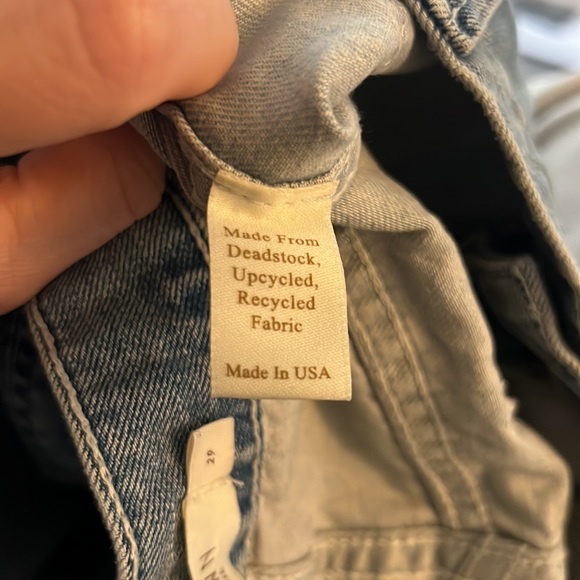 Made From
Deadstock,
Upcycled,
Recycled
Fabric
Made In USA
29